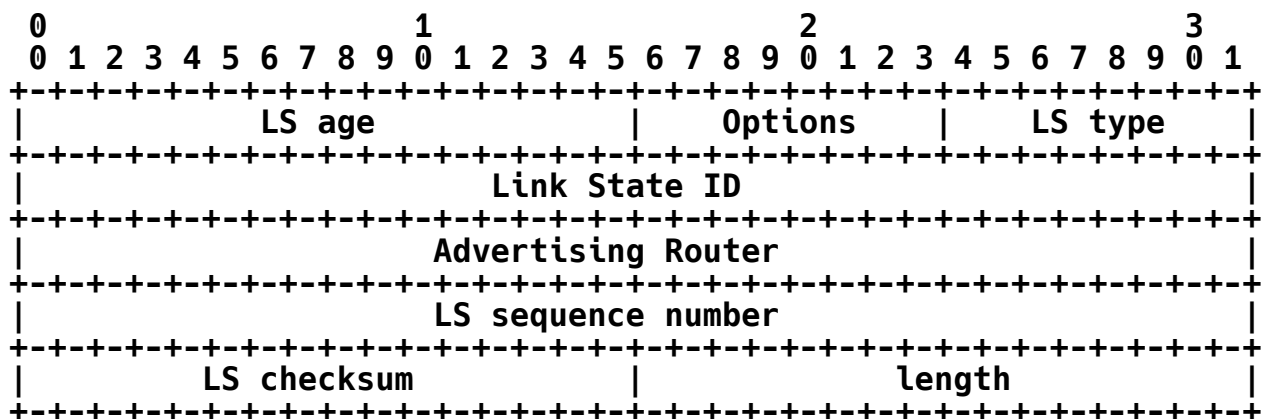 0                   1                   2                   3
 0 1 2 3 4 5 6 7 8 9 0 1 2 3 4 5 6 7 8 9 0 1 2 3 4 5 6 7 8 9 0 1
+-+-+-+-+-+-+-+-+-+-+-+-+-+-+-+-+-+-+-+-+-+-+-+-+-+-+-+-+-+-+-+-+
|            LS age             |    Options    |    LS type    |
+-+-+-+-+-+-+-+-+-+-+-+-+-+-+-+-+-+-+-+-+-+-+-+-+-+-+-+-+-+-+-+-+
|                        Link State ID                          |
+-+-+-+-+-+-+-+-+-+-+-+-+-+-+-+-+-+-+-+-+-+-+-+-+-+-+-+-+-+-+-+-+
|                     Advertising Router                        |
+-+-+-+-+-+-+-+-+-+-+-+-+-+-+-+-+-+-+-+-+-+-+-+-+-+-+-+-+-+-+-+-+
|                     LS sequence number                        |
+-+-+-+-+-+-+-+-+-+-+-+-+-+-+-+-+-+-+-+-+-+-+-+-+-+-+-+-+-+-+-+-+
|         LS checksum           |             length            |
+-+-+-+-+-+-+-+-+-+-+-+-+-+-+-+-+-+-+-+-+-+-+-+-+-+-+-+-+-+-+-+-+